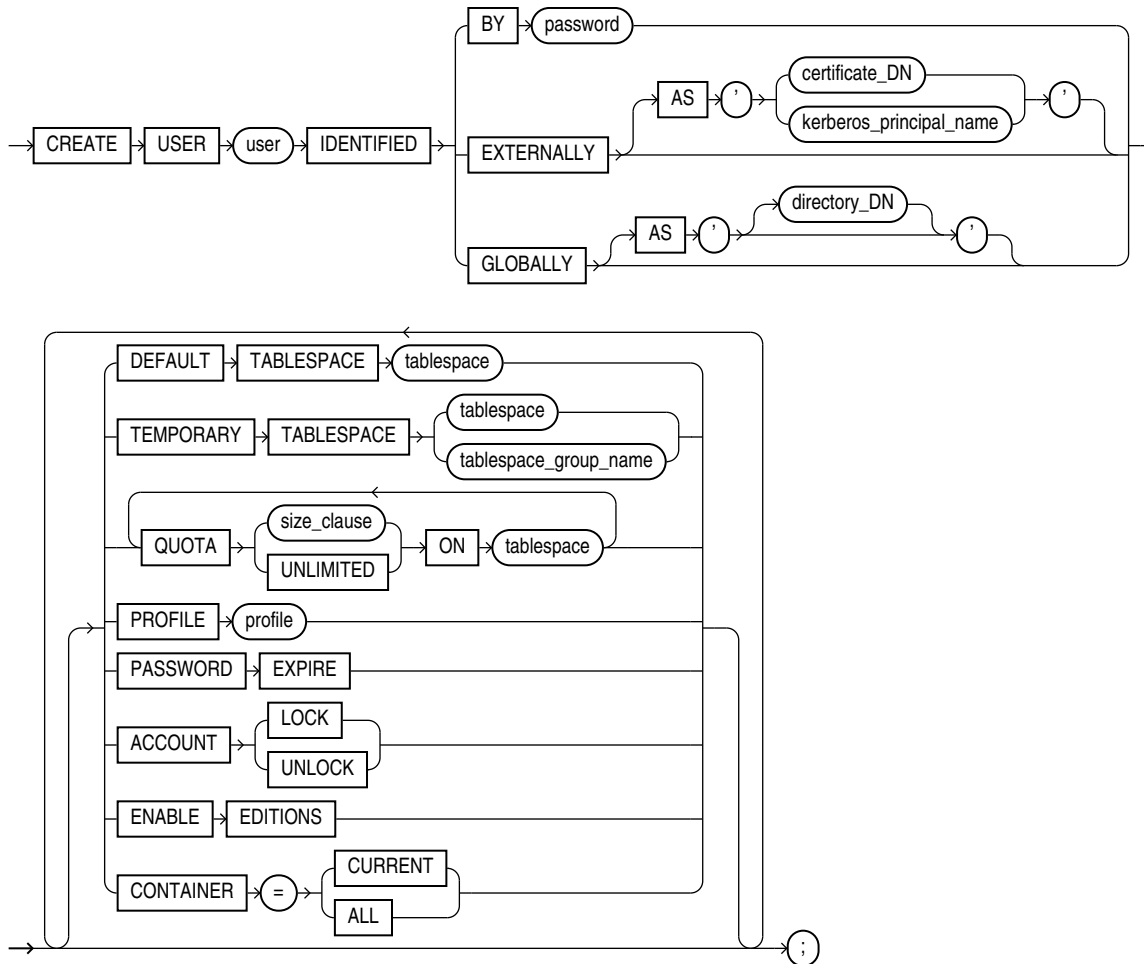 BY password
certificate_DN
AS ' '
kerberos_principal_name
CREATE USER user IDENTIFIED
EXTERNALLY
directory_DN
AS ' '
GLOBALLY
DEFAULT TABLESPACE tablespace
tablespace
TEMPORARY TABLESPACE
tablespace_group_name
size_clause
QUOTA ON tablespace
UNLIMITED
PROFILE profile
PASSWORD EXPIRE
LOCK
ACCOUNT
UNLOCK
ENABLE EDITIONS
CURRENT
CONTAINER =
ALL
;